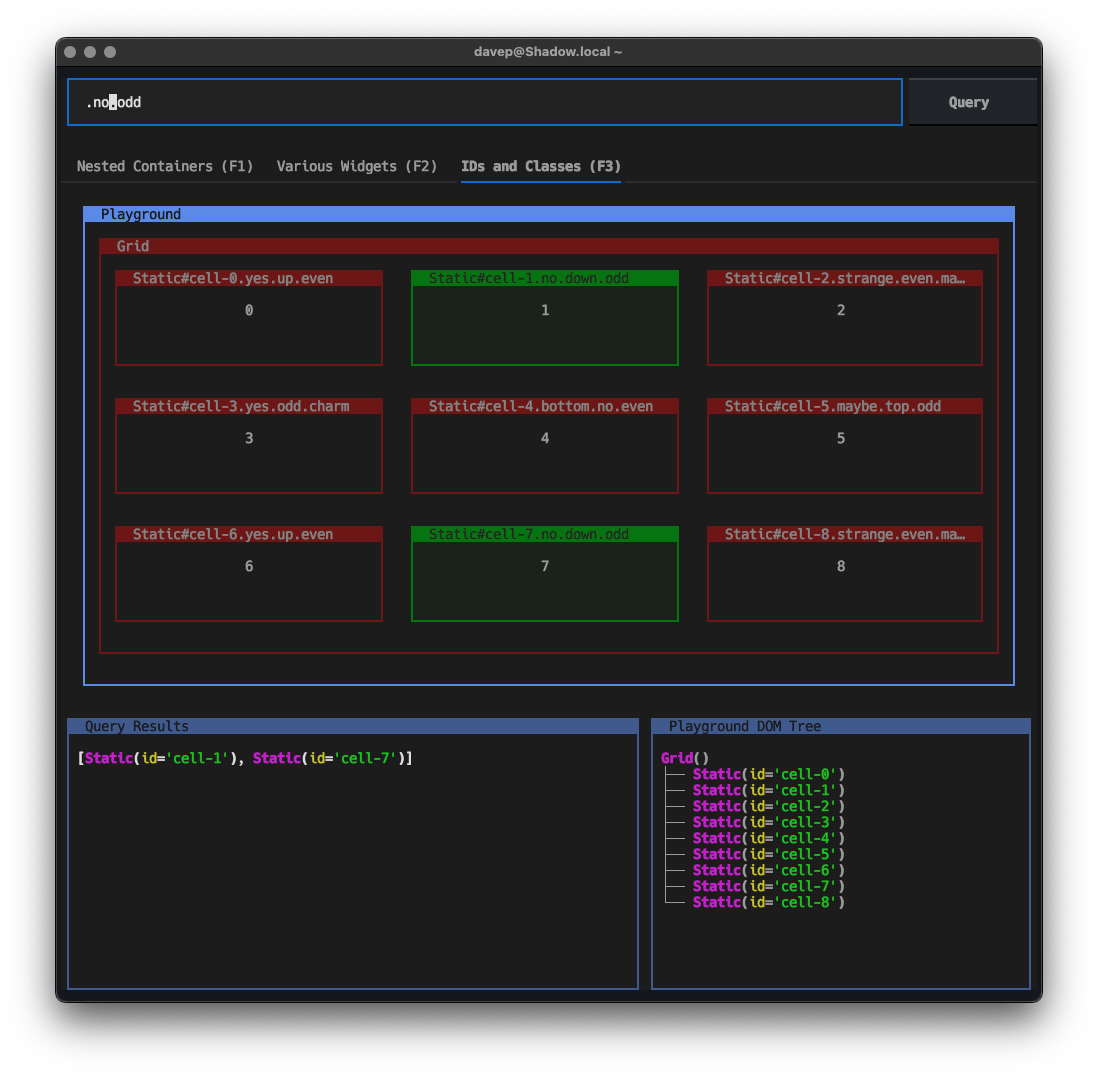 davep@Shadow.local ~
.no.odd
Query
Nested Containers (F1) Various Widgets (F2) IDs and Classes (F3)
Playground
Grid
Static#cell-0.yes.up.even
Static#cell-1.no.down.odd
Static#cell-2.strange.even.ma…
0
1
2
Static#cell-3.yes.odd.charm
Static#cell-4.bottom.no.even
Static#cell-5.maybe.top.odd
3
4
5
Static#cell-6.yes.up.even
Static#cell-7.no.down.odd
Static#cell-8.strange.even.ma…
6
7
8
Query Results
[Static(id='cell-1'), Static(id='cell-7')]
Playground DOM Tree
Grid()
Static(id='cell-0')
Static(id='cell-1')
Static(id='cell-2')
Static(id='cell-3')
Static(id='cell-4')
Static(id='cell-5')
Static(id='cell-6')
Static(id='cell-7')
Static(id='cell-8')